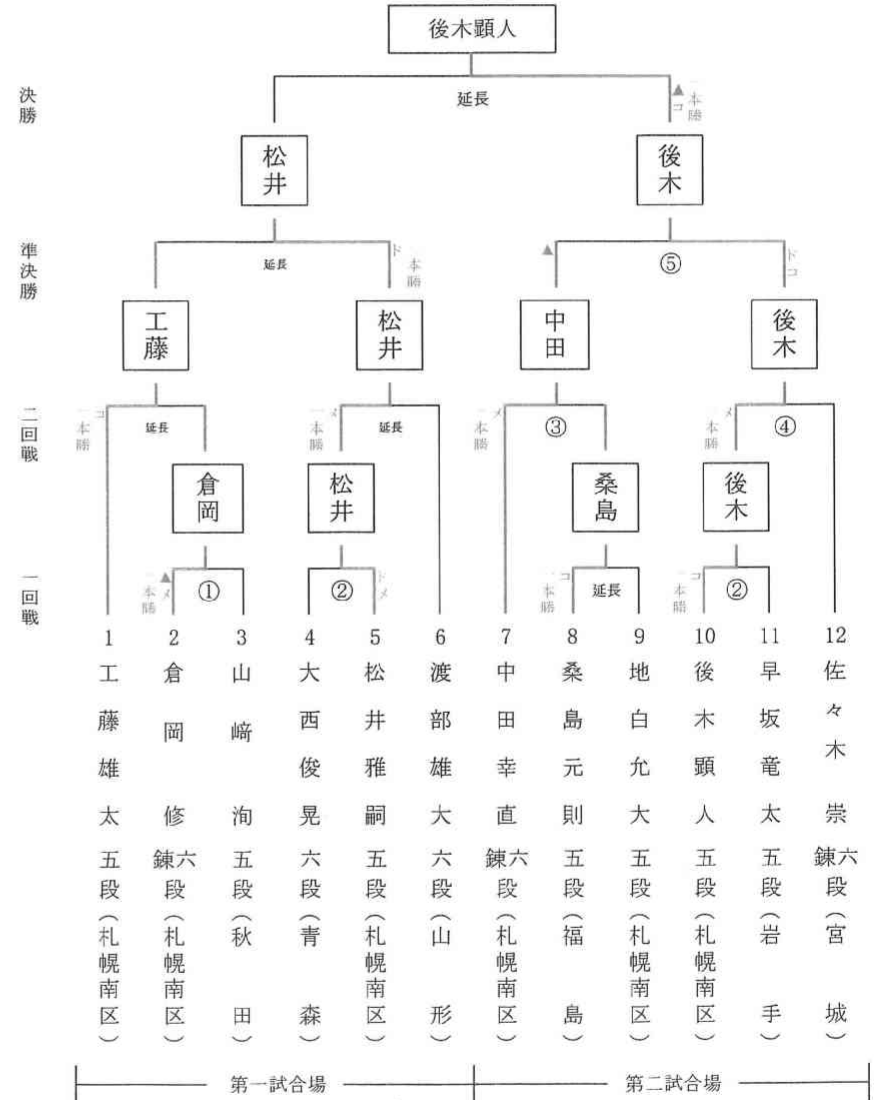 後木顕人
決勝
延長
▲コ
一本勝
松井
後木
準決勝
延長
ド
一本勝
▲
⑤
ドコ
工藤
松井
中田
後木
二回戦
コ
一本勝
延長
メ
一本勝
延長
メ
一本勝
③
メ
一本勝
④
倉岡
松井
桑島
後木
一回戦
▲メ
一本勝
①
②
ドメ
コ
一本勝
延長
コ
一本勝
②
1 工藤雄太 五段（札幌南区）
2 倉岡修 錬六段（札幌南区）
3 山﨑洵 五段（秋田）
4 大西俊晃 六段（青森）
5 松井雅嗣 五段（札幌南区）
6 渡部雄大 六段（山形）
7 中田幸直 錬六段（札幌南区）
8 桑島元則 五段（福島）
9 地白允大 五段（札幌南区）
10 後木顕人 五段（札幌南区）
11 早坂竜太 五段（岩手）
12 佐々木崇 錬六段（宮城）
第一試合場
第二試合場